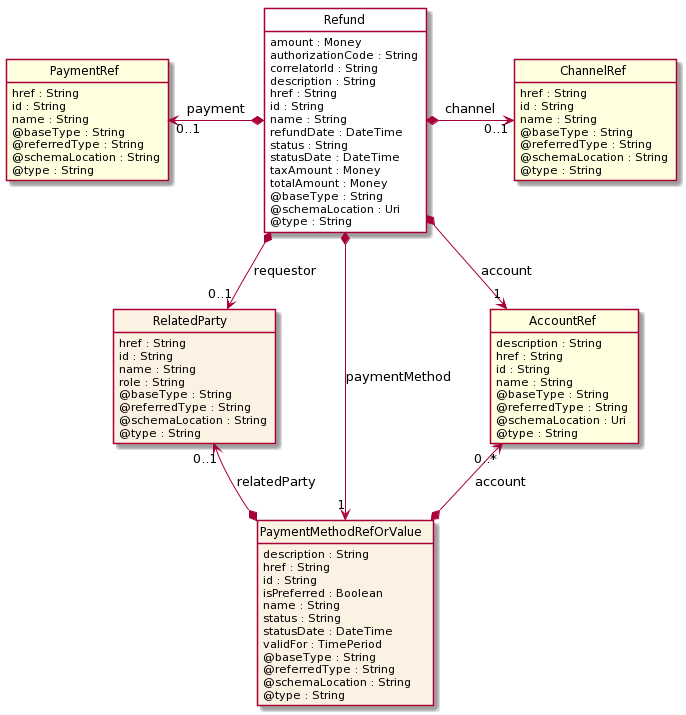 Refund
amount : Money
authorizationCode : String
correlatorId : String
description : String
href : String
id : String
name : String
refundDate : DateTime
status : String
statusDate : DateTime
taxAmount : Money
totalAmount : Money
@baseType : String
@schemaLocation : Uri
@type : String
PaymentRef
href : String
id : String
name : String
@baseType : String
@referredType : String
@schemaLocation : String
@type : String
payment
0..1
ChannelRef
href : String
id : String
name : String
@baseType : String
@referredType : String
@schemaLocation : String
@type : String
channel
0..1
requestor
0..1
account
1
RelatedParty
href : String
id : String
name : String
role : String
@baseType : String
@referredType : String
@schemaLocation : String
@type : String
paymentMethod
1
AccountRef
description : String
href : String
id : String
name : String
@baseType : String
@referredType : String
@schemaLocation : Uri
@type : String
0..1
relatedParty
0..*
account
PaymentMethodRefOrValue
description : String
href : String
id : String
isPreferred : Boolean
name : String
status : String
statusDate : DateTime
validFor : TimePeriod
@baseType : String
@referredType : String
@schemaLocation : String
@type : String